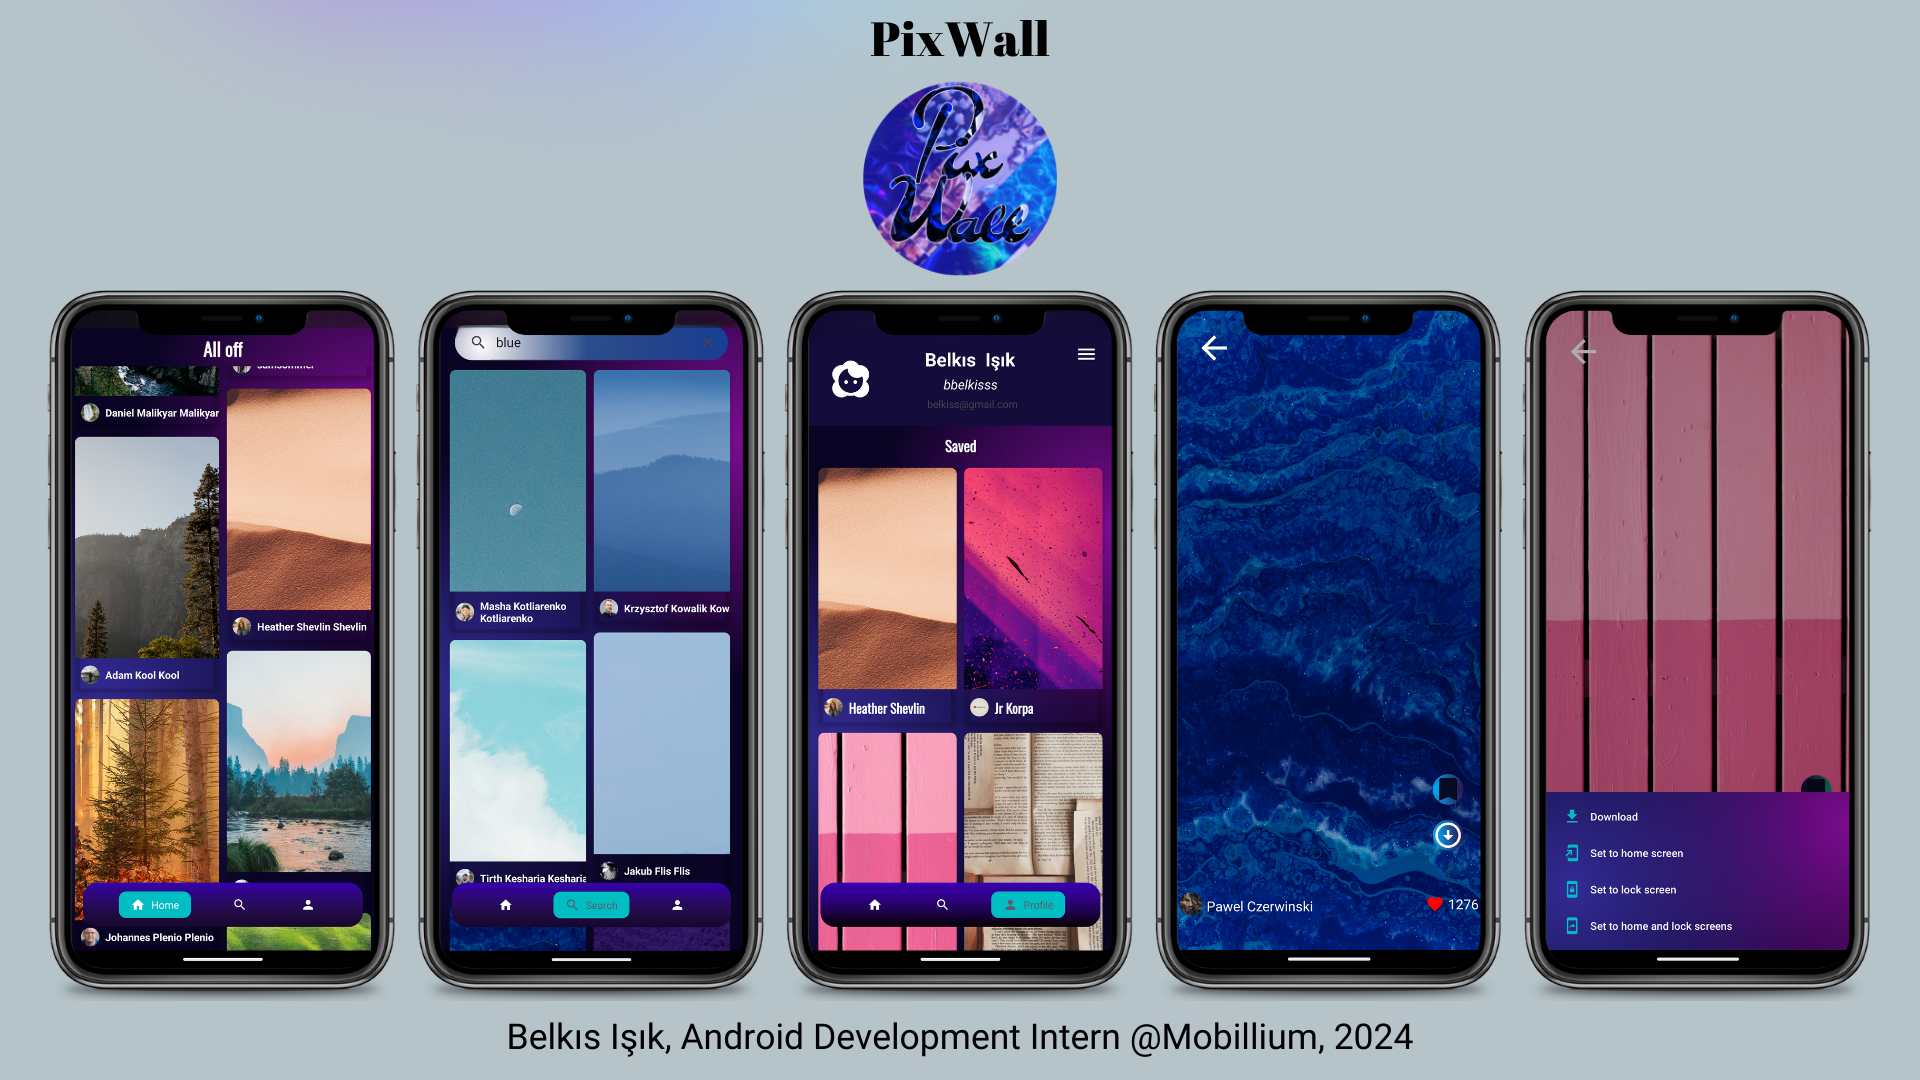 PixWall
Pix
Wall
All off
Samsommer
Daniel Malikyar Malikyar
Heather Shevlin Shevlin
Adam Kool Kool
Home
Johannes Plenio Plenio
blue
Masha Kotliarenko
Kotliarenko
Krzysztof Kowalik Kow
Tirth Kesharia Kesharia
Jakub Flis Flis
Search
Belkıs Işık
bbelkisss
belkiss@gmail.com
Saved
Heather Shevlin
Jr Korpa
Profile
Pawel Czerwinski
1276
Download
Set to home screen
Set to lock screen
Set to home and lock screens
Belkıs Işık, Android Development Intern @Mobillium, 2024